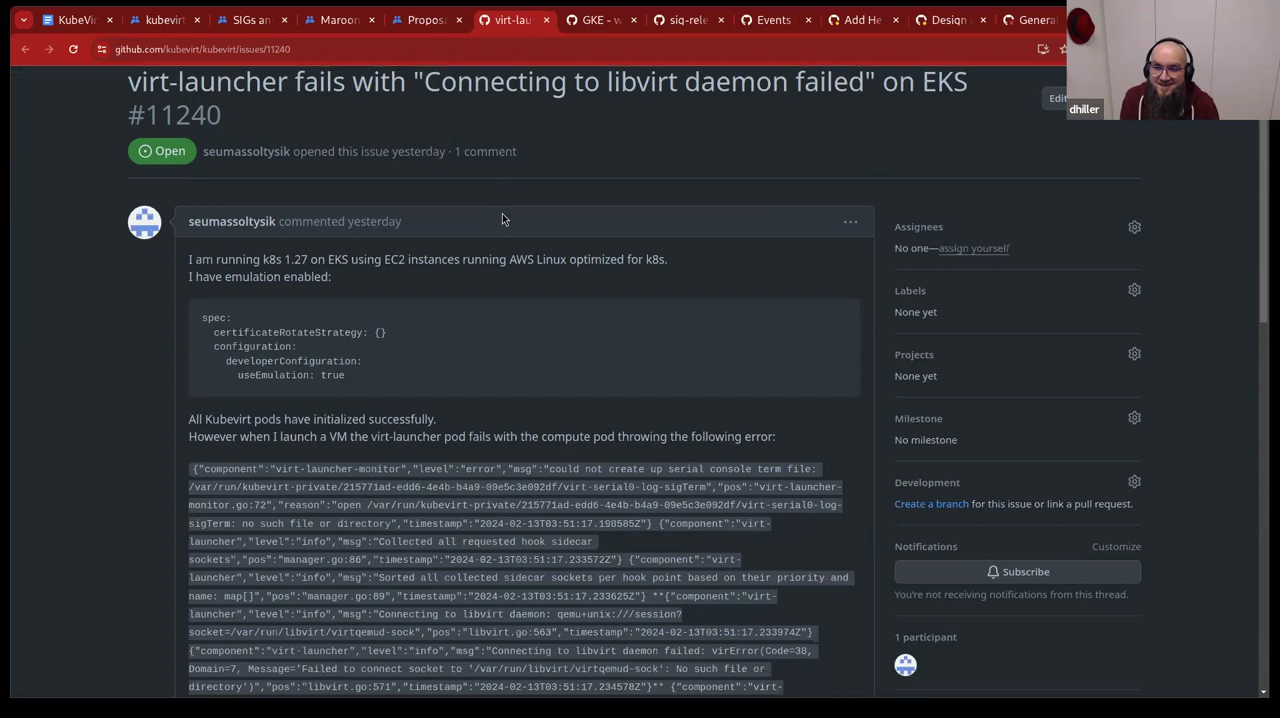 KubeVi
kubevirt
SIGs an
Maroon
Propos
virt-lau
GKE - w
sig-rele
Events -
Add He
Design
General
github.com/kubevirt/kubevirt/issues/11240
virt-launcher fails with "Connecting to libvirt daemon failed" on EKS
#11240
Edi
dhiller
Open
seumassoltysik opened this issue yesterday · 1 comment
seumassoltysik commented yesterday
I am running k8s 1.27 on EKS using EC2 instances running AWS Linux optimized for k8s.
I have emulation enabled:
spec:
certificateRotateStrategy: {}
configuration:
developerConfiguration:
useEmulation: true
All Kubevirt pods have initialized successfully.
However when I launch a VM the virt-launcher pod fails with the compute pod throwing the following error:
{"component":"virt-launcher-monitor","level":"error","msg":"could not create up serial console term file:
/var/run/kubevirt-private/215771ad-edd6-4e4b-b4a9-09e5c3e092df/virt-serial0-log-sigTerm","pos":"virt-launcher-
monitor.go:72","reason":"open /var/run/kubevirt-private/215771ad-edd6-4e4b-b4a9-09e5c3e092df/virt-serial0-log-
sigTerm: no such file or directory","timestamp":"2024-02-13T03:51:17.198585Z"} {"component":"virt-
launcher","level":"info","msg":"Collected all requested hook sidecar
sockets","pos":"manager.go:86","timestamp":"2024-02-13T03:51:17.233572Z"} {"component":"virt-
launcher","level":"info","msg":"Sorted all collected sidecar sockets per hook point based on their priority and
name: map[]","pos":"manager.go:89","timestamp":"2024-02-13T03:51:17.233625Z"} **{"component":"virt-
launcher","level":"info","msg":"Connecting to libvirt daemon: qemu+unix:///session?
socket=/var/run/libvirt/virtqemud-sock","pos":"libvirt.go:563","timestamp":"2024-02-13T03:51:17.233974Z"}
{"component":"virt-launcher","level":"info","msg":"Connecting to libvirt daemon failed: virError(Code=38,
Domain=7, Message='Failed to connect socket to '/var/run/libvirt/virtqemud-sock': No such file or
directory')","pos":"libvirt.go:571","timestamp":"2024-02-13T03:51:17.234578Z"}** {"component":"virt-
Assignees
No one—assign yourself
Labels
None yet
Projects
None yet
Milestone
No milestone
Development
Create a branch for this issue or link a pull request.
Notifications
Customize
Subscribe
You're not receiving notifications from this thread.
1 participant